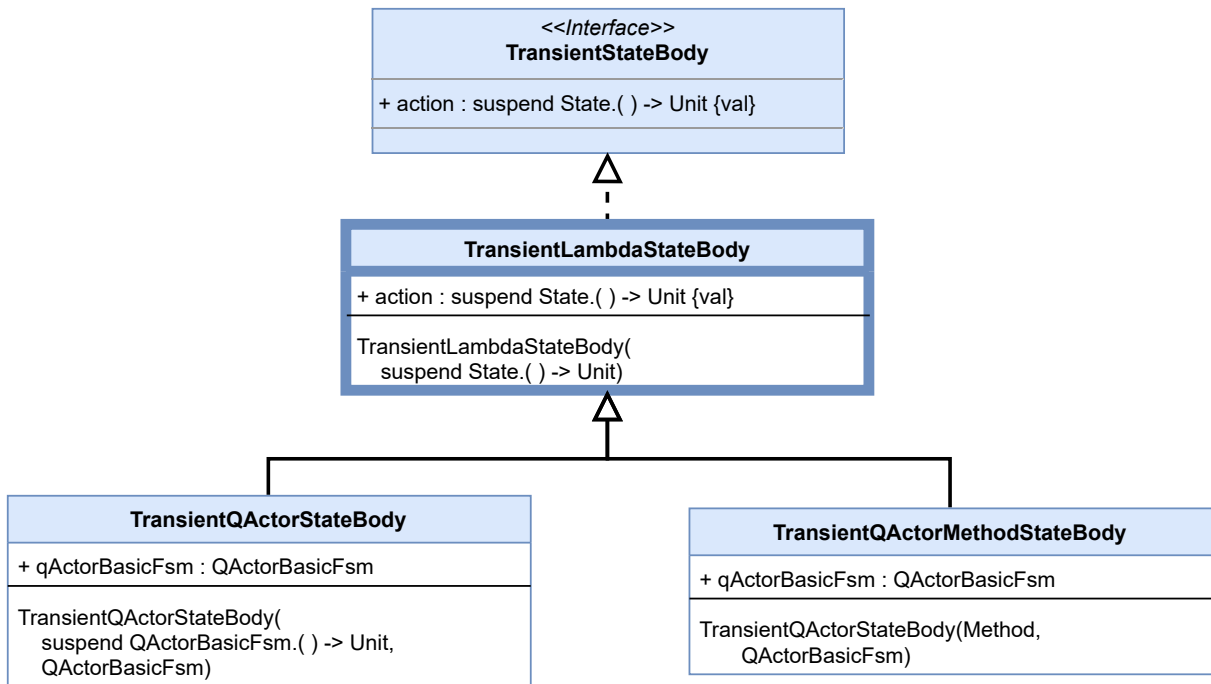 <<Interface>>
TransientStateBody
+ action : suspend State.( ) -> Unit {val}
TransientLambdaStateBody
+ action : suspend State.( ) -> Unit {val}
TransientLambdaStateBody(
suspend State.( ) -> Unit)
TransientQActorStateBody
+ qActorBasicFsm : QActorBasicFsm
TransientQActorStateBody(
suspend QActorBasicFsm.( ) -> Unit,
QActorBasicFsm)
TransientQActorMethodStateBody
+ qActorBasicFsm : QActorBasicFsm
TransientQActorStateBody(Method,
QActorBasicFsm)